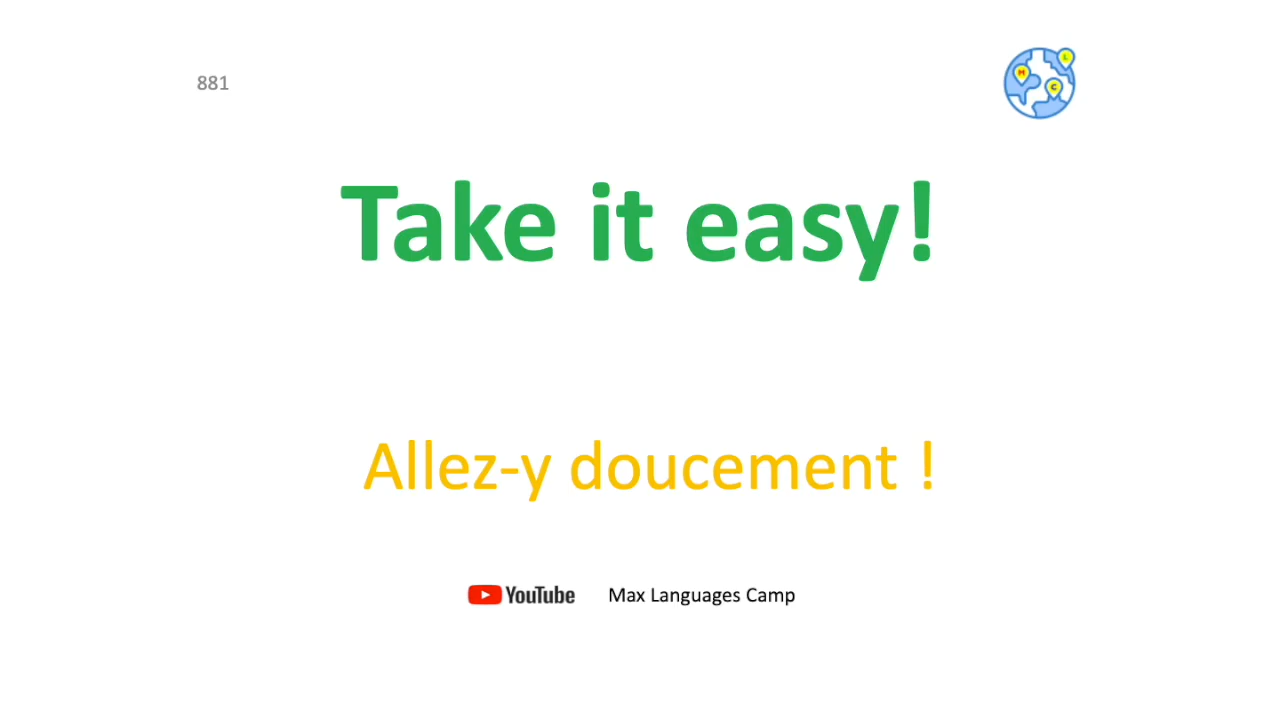 881
L
M
C
Take it easy!
Allez-y doucement !
YouTube Max Languages Camp